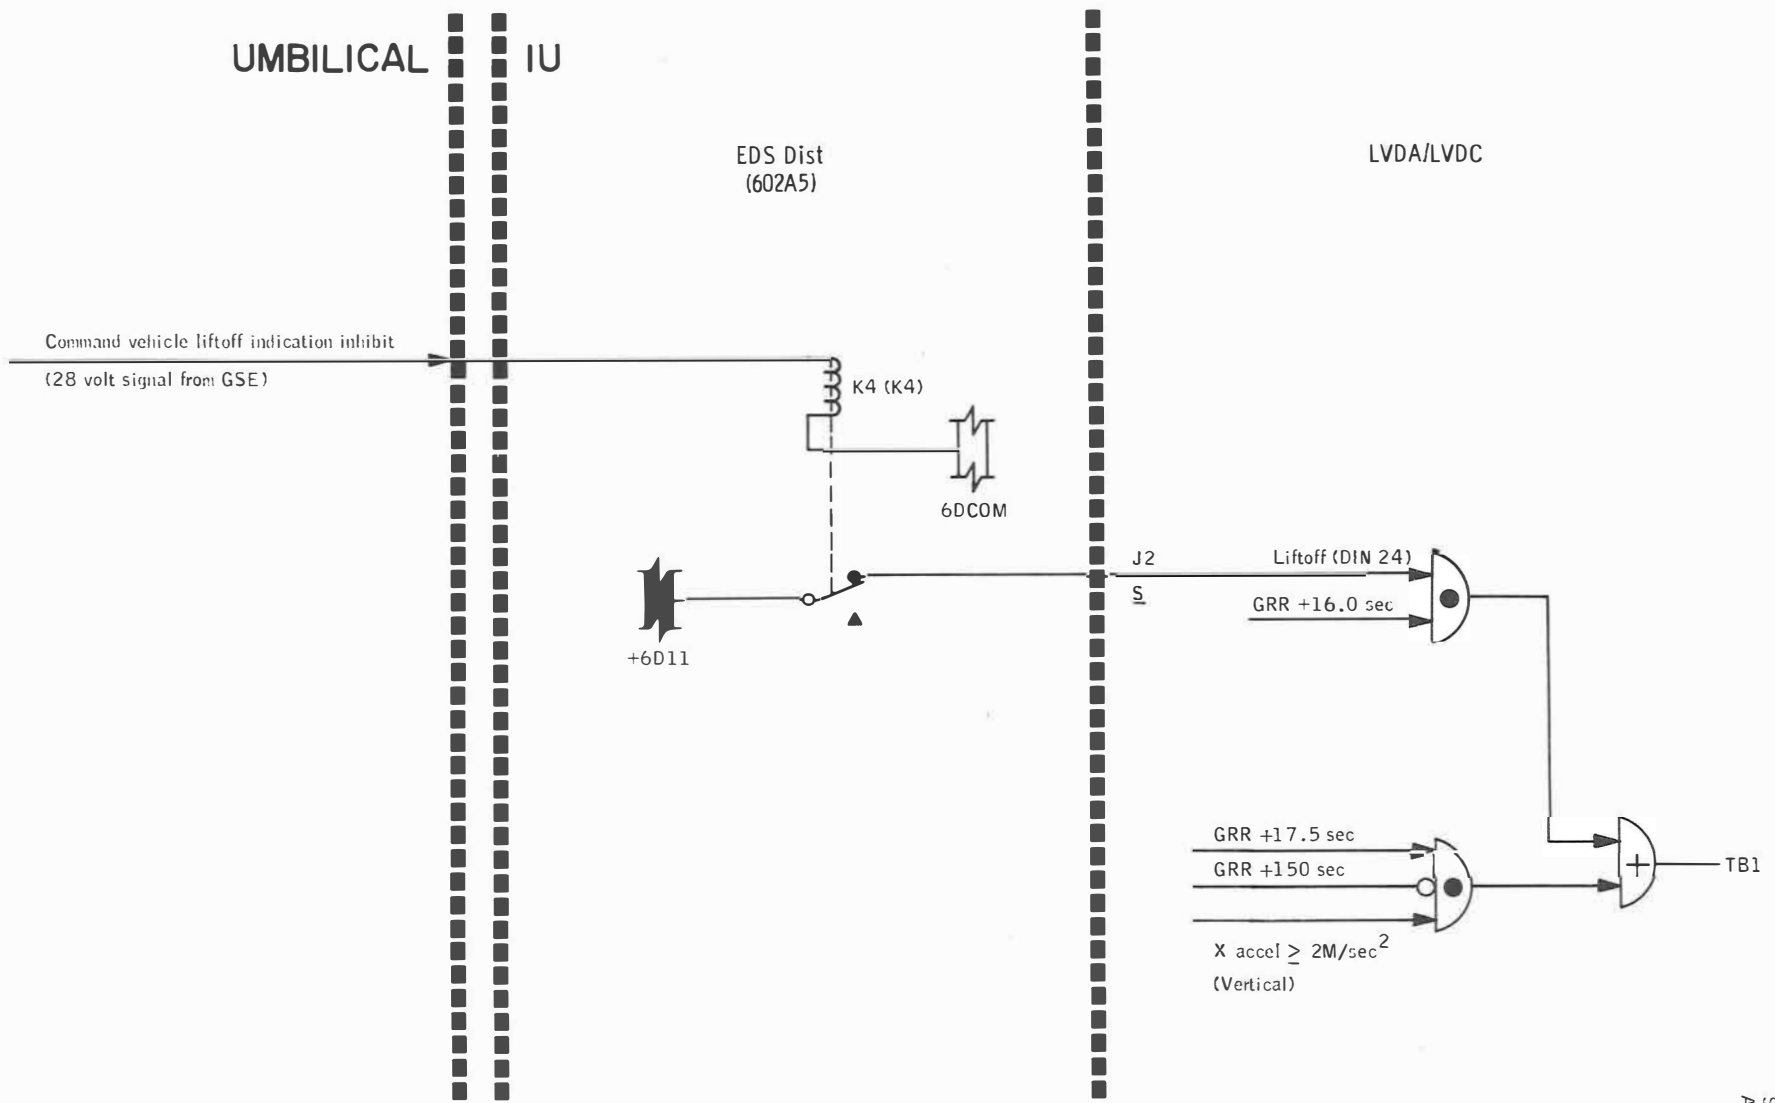 UMBILICAL
IU
EDS Dist
(602A5)
LVDA/LVDC
Command vehicle liftoff indication inhibit
(28 volt signal from GSE)
K4 (K4)
6DCOM
+6D11
J2
S
Liftoff (DIN 24)
GRR +16.0 sec
GRR +17.5 sec
GRR +150 sec
X accel ≥ 2M/sec²
(Vertical)
+
TB1